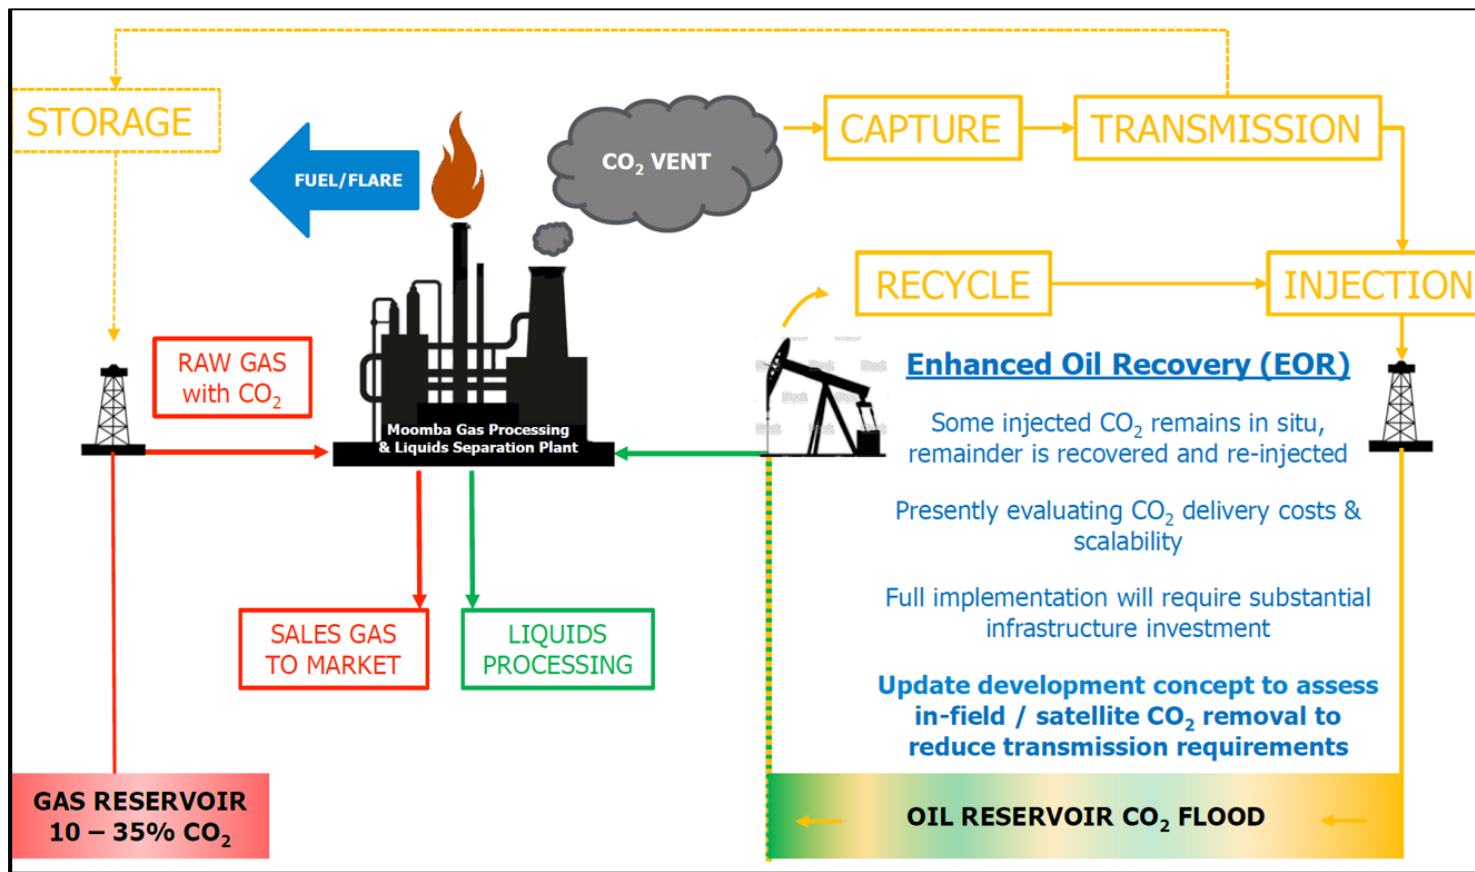 STORAGE
FUEL/FLARE
CO₂ VENT
CAPTURE
TRANSMISSION
RECYCLE
INJECTION
RAW GAS
with CO₂
Moomba Gas Processing
& Liquids Separation Plant
Enhanced Oil Recovery (EOR)
Some injected CO₂ remains in situ,
remainder is recovered and re-injected
Presently evaluating CO₂ delivery costs &
scalability
Full implementation will require substantial
infrastructure investment
Update development concept to assess
in-field / satellite CO₂ removal to
reduce transmission requirements
SALES GAS
TO MARKET
LIQUIDS
PROCESSING
GAS RESERVOIR
10 – 35% CO₂
OIL RESERVOIR CO₂ FLOOD